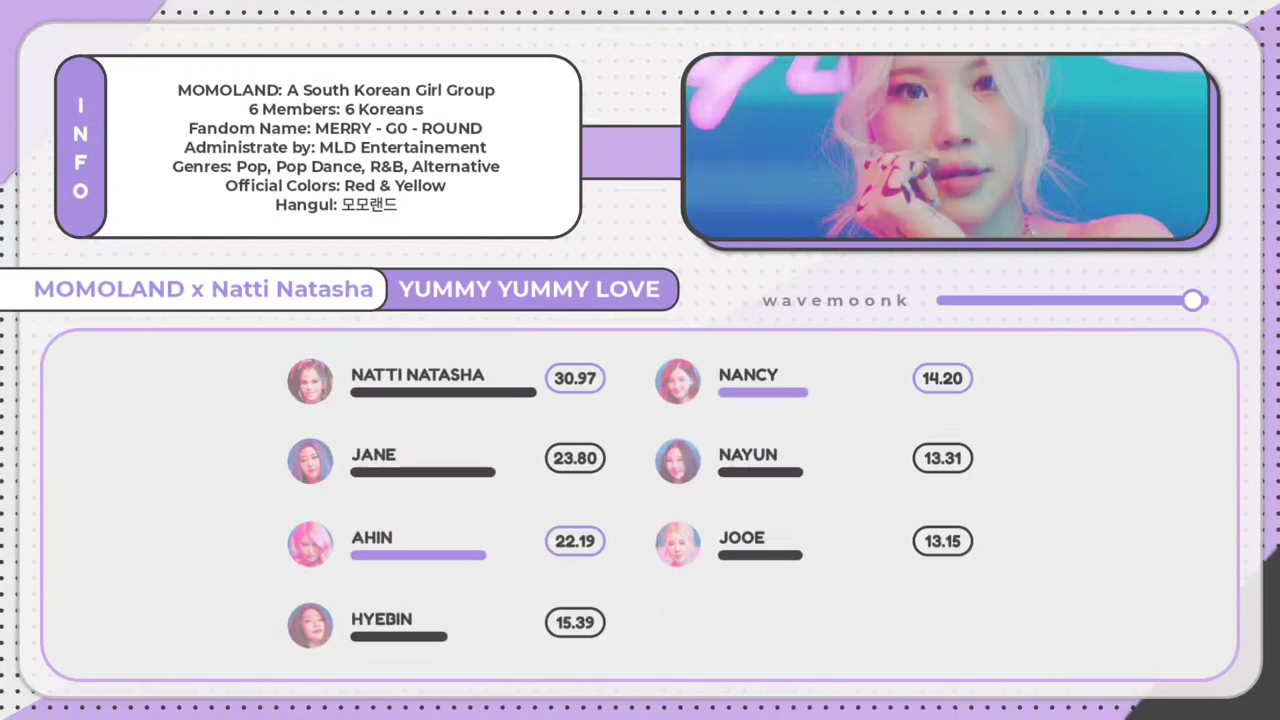 INFO
MOMOLAND: A South Korean Girl Group
6 Members: 6 Koreans
Fandom Name: MERRY - G0 - ROUND
Administrate by: MLD Entertainement
Genres: Pop, Pop Dance, R&B, Alternative
Official Colors: Red & Yellow
Hangul: 모모랜드
MOMOLAND x Natti Natasha YUMMY YUMMY LOVE
wavemoonk
NATTI NATASHA 30.97
JANE 23.80
AHIN 22.19
HYEBIN 15.39
NANCY 14.20
NAYUN 13.31
JOOE 13.15